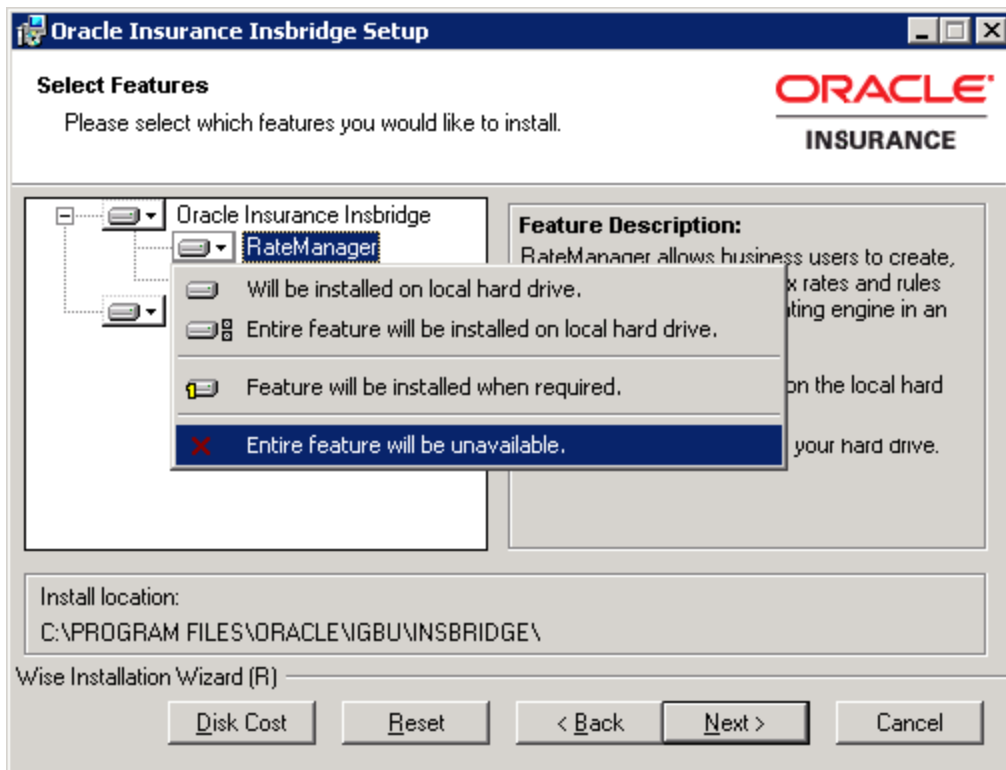 Oracle Insurance Insbridge Setup
Select Features
Please select which features you would like to install.
ORACLE
INSURANCE
Oracle Insurance Insbridge
RateManager
Will be installed on local hard drive.
Entire feature will be installed on local hard drive.
Feature will be installed when required.
Entire feature will be unavailable.
Feature Description:
RateManager allows business users to create,
x rates and rules
ating engine in an
on the local hard
your hard drive.
Install location:
C:\PROGRAM FILES\ORACLE\IGBU\INSBRIDGE\
Wise Installation Wizard (R)
Disk Cost
Reset
< Back
Next >
Cancel